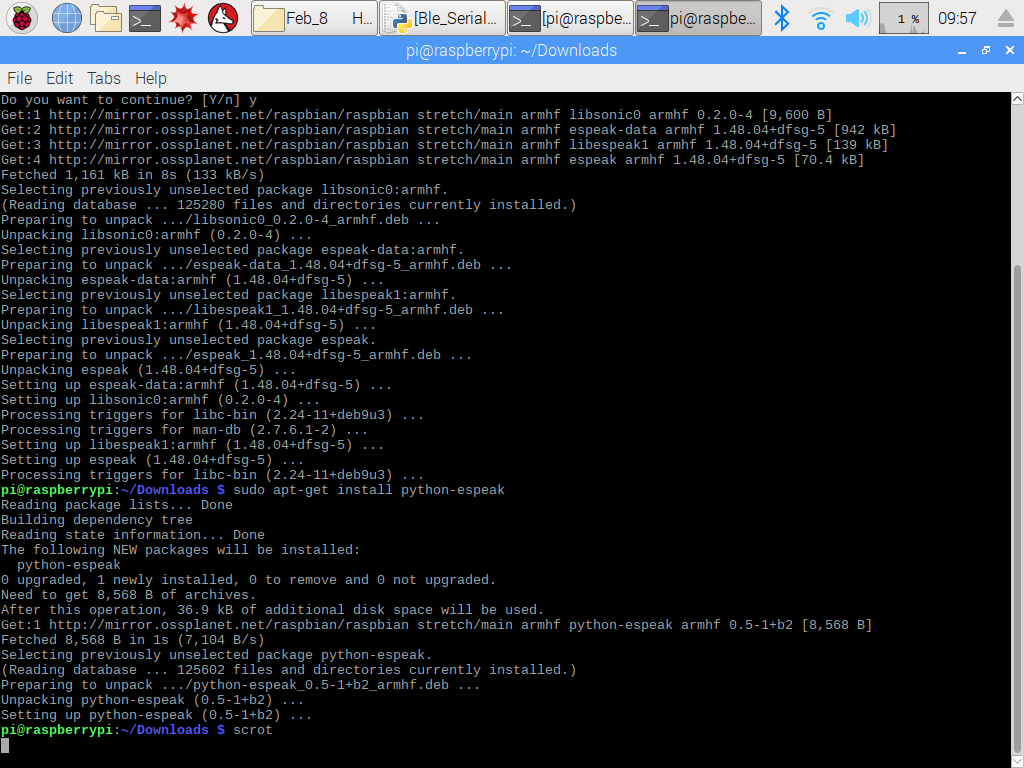 Feb_8 H...
[Ble_Serial...
[pi@raspbe...
pi@raspbe...
1 %
09:57
pi@raspberrypi: ~/Downloads
File Edit Tabs Help
Do you want to continue? [Y/n] y
Get:1 http://mirror.ossplanet.net/raspbian/raspbian stretch/main armhf libsonic0 armhf 0.2.0-4 [9,600 B]
Get:2 http://mirror.ossplanet.net/raspbian/raspbian stretch/main armhf espeak-data armhf 1.48.04+dfsg-5 [942 kB]
Get:3 http://mirror.ossplanet.net/raspbian/raspbian stretch/main armhf libespeak1 armhf 1.48.04+dfsg-5 [139 kB]
Get:4 http://mirror.ossplanet.net/raspbian/raspbian stretch/main armhf espeak armhf 1.48.04+dfsg-5 [70.4 kB]
Fetched 1,161 kB in 8s (133 kB/s)
Selecting previously unselected package libsonic0:armhf.
(Reading database ... 125280 files and directories currently installed.)
Preparing to unpack .../libsonic0_0.2.0-4_armhf.deb ...
Unpacking libsonic0:armhf (0.2.0-4) ...
Selecting previously unselected package espeak-data:armhf.
Preparing to unpack .../espeak-data_1.48.04+dfsg-5_armhf.deb ...
Unpacking espeak-data:armhf (1.48.04+dfsg-5) ...
Selecting previously unselected package libespeak1:armhf.
Preparing to unpack .../libespeak1_1.48.04+dfsg-5_armhf.deb ...
Unpacking libespeak1:armhf (1.48.04+dfsg-5) ...
Selecting previously unselected package espeak.
Preparing to unpack .../espeak_1.48.04+dfsg-5_armhf.deb ...
Unpacking espeak (1.48.04+dfsg-5) ...
Setting up espeak-data:armhf (1.48.04+dfsg-5) ...
Setting up libsonic0:armhf (0.2.0-4) ...
Processing triggers for libc-bin (2.24-11+deb9u3) ...
Processing triggers for man-db (2.7.6.1-2) ...
Setting up libespeak1:armhf (1.48.04+dfsg-5) ...
Setting up espeak (1.48.04+dfsg-5) ...
Processing triggers for libc-bin (2.24-11+deb9u3) ...
pi@raspberrypi:~/Downloads $ sudo apt-get install python-espeak
Reading package lists... Done
Building dependency tree
Reading state information... Done
The following NEW packages will be installed:
python-espeak
0 upgraded, 1 newly installed, 0 to remove and 0 not upgraded.
Need to get 8,568 B of archives.
After this operation, 36.9 kB of additional disk space will be used.
Get:1 http://mirror.ossplanet.net/raspbian/raspbian stretch/main armhf python-espeak armhf 0.5-1+b2 [8,568 B]
Fetched 8,568 B in 1s (7,104 B/s)
Selecting previously unselected package python-espeak.
(Reading database ... 125602 files and directories currently installed.)
Preparing to unpack .../python-espeak_0.5-1+b2_armhf.deb ...
Unpacking python-espeak (0.5-1+b2) ...
Setting up python-espeak (0.5-1+b2) ...
pi@raspberrypi:~/Downloads $ scrot